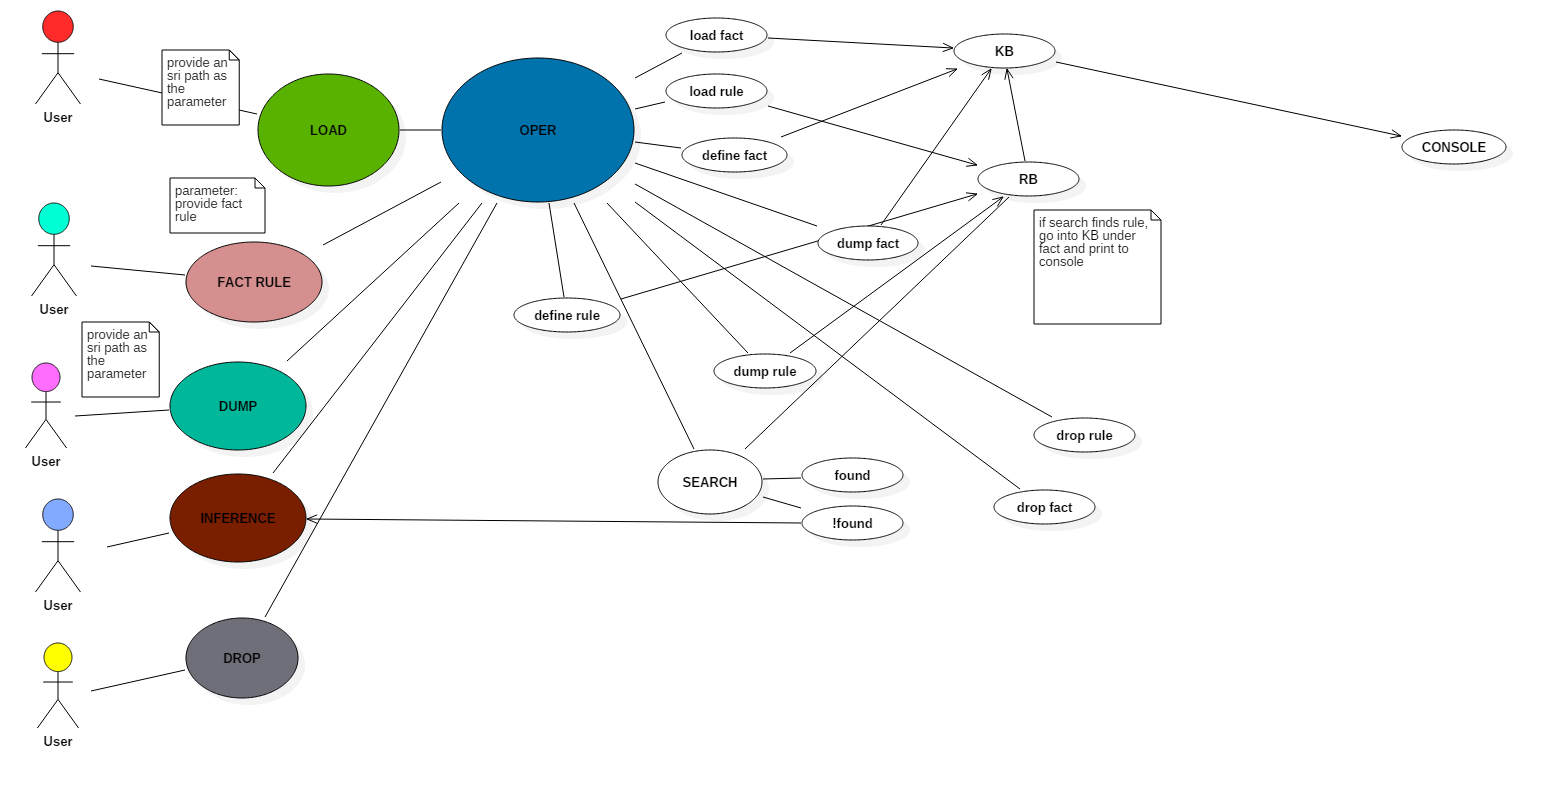 load fact
KB
provide an
sri path as
the
parameter
load rule
User
LOAD
OPER
define fact
CONSOLE
RB
parameter:
provide fact
rule
if search finds rule,
go into KB under
fact and print to
console
dump fact
FACT RULE
User
define rule
provide an
sri path as
the
parameter
dump rule
DUMP
drop rule
User
found
SEARCH
drop fact
INFERENCE
!found
User
DROP
User